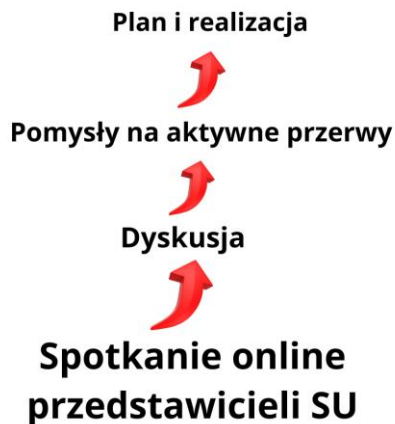 Plan i realizacja
Pomysły na aktywne przerwy
Dyskusja
Spotkanie online
przedstawicieli SU